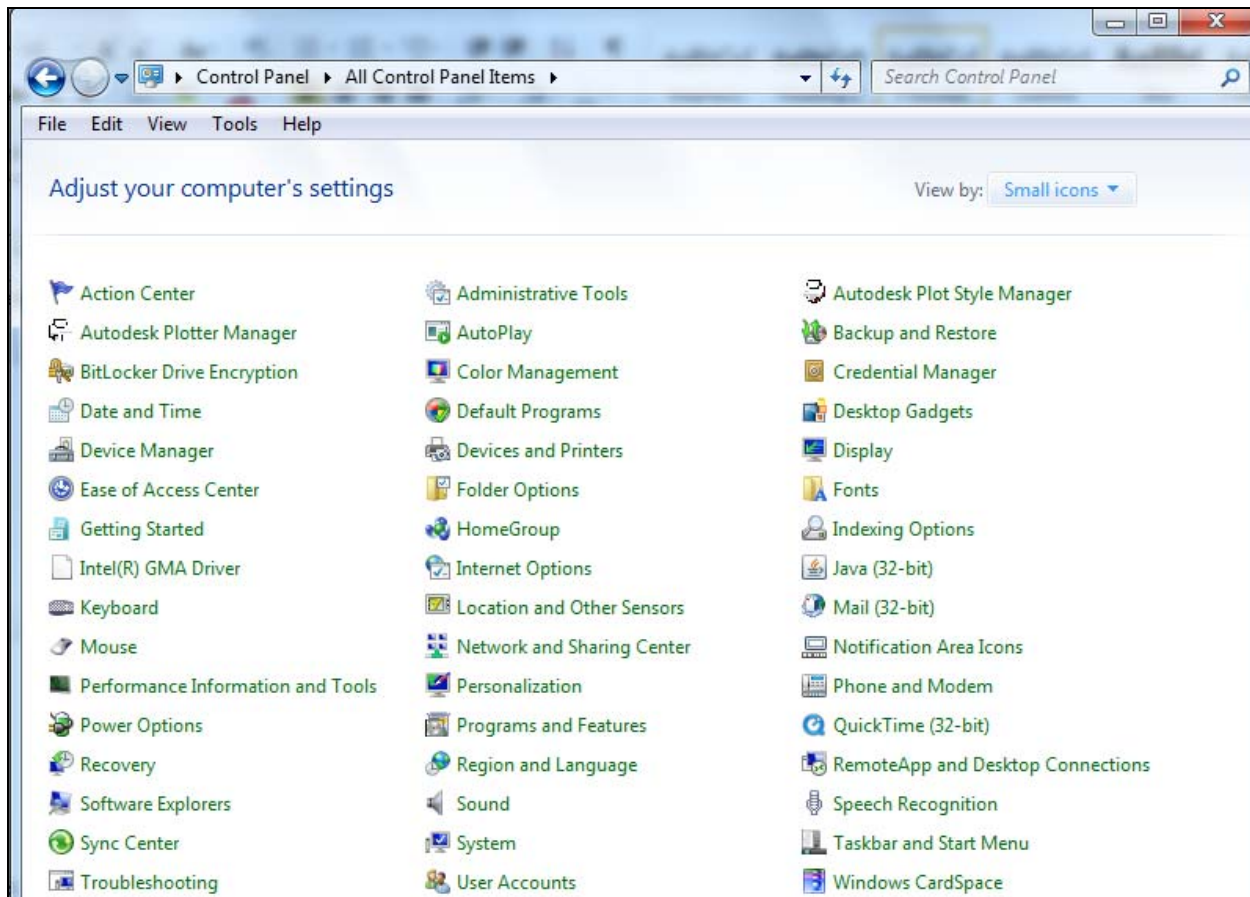 Control Panel All Control Panel Items Search Control Panel
File Edit View Tools Help
Adjust your computer's settings View by: Small icons
Action Center Administrative Tools Autodesk Plot Style Manager
Autodesk Plotter Manager AutoPlay Backup and Restore
BitLocker Drive Encryption Color Management Credential Manager
Date and Time Default Programs Desktop Gadgets
Device Manager Devices and Printers Display
Ease of Access Center Folder Options Fonts
Getting Started HomeGroup Indexing Options
Intel(R) GMA Driver Internet Options Java (32-bit)
Keyboard Location and Other Sensors Mail (32-bit)
Mouse Network and Sharing Center Notification Area Icons
Performance Information and Tools Personalization Phone and Modem
Power Options Programs and Features QuickTime (32-bit)
Recovery Region and Language RemoteApp and Desktop Connections
Software Explorers Sound Speech Recognition
Sync Center System Taskbar and Start Menu
Troubleshooting User Accounts Windows CardSpace